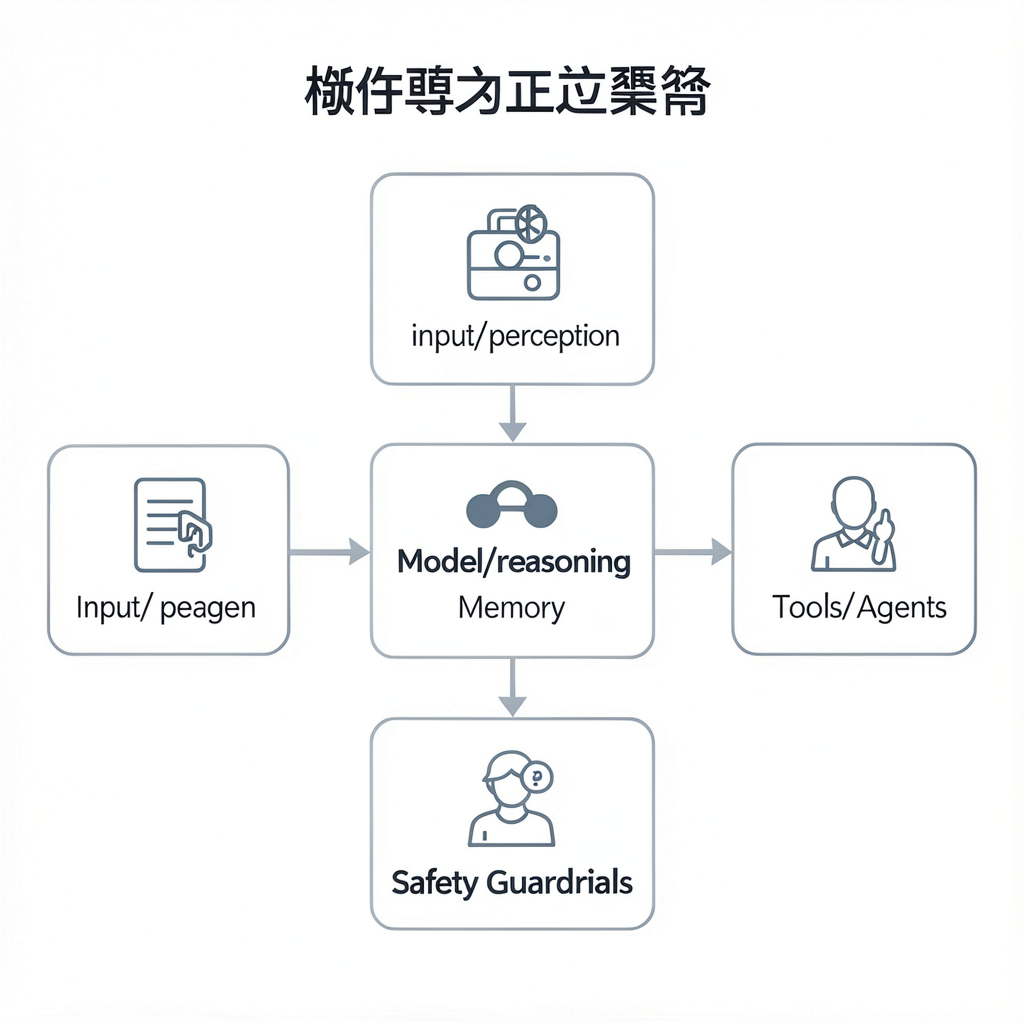 input/perception
Input/ peagen
Model/reasoning
Memory
Tools/Agents
Safety Guardrials